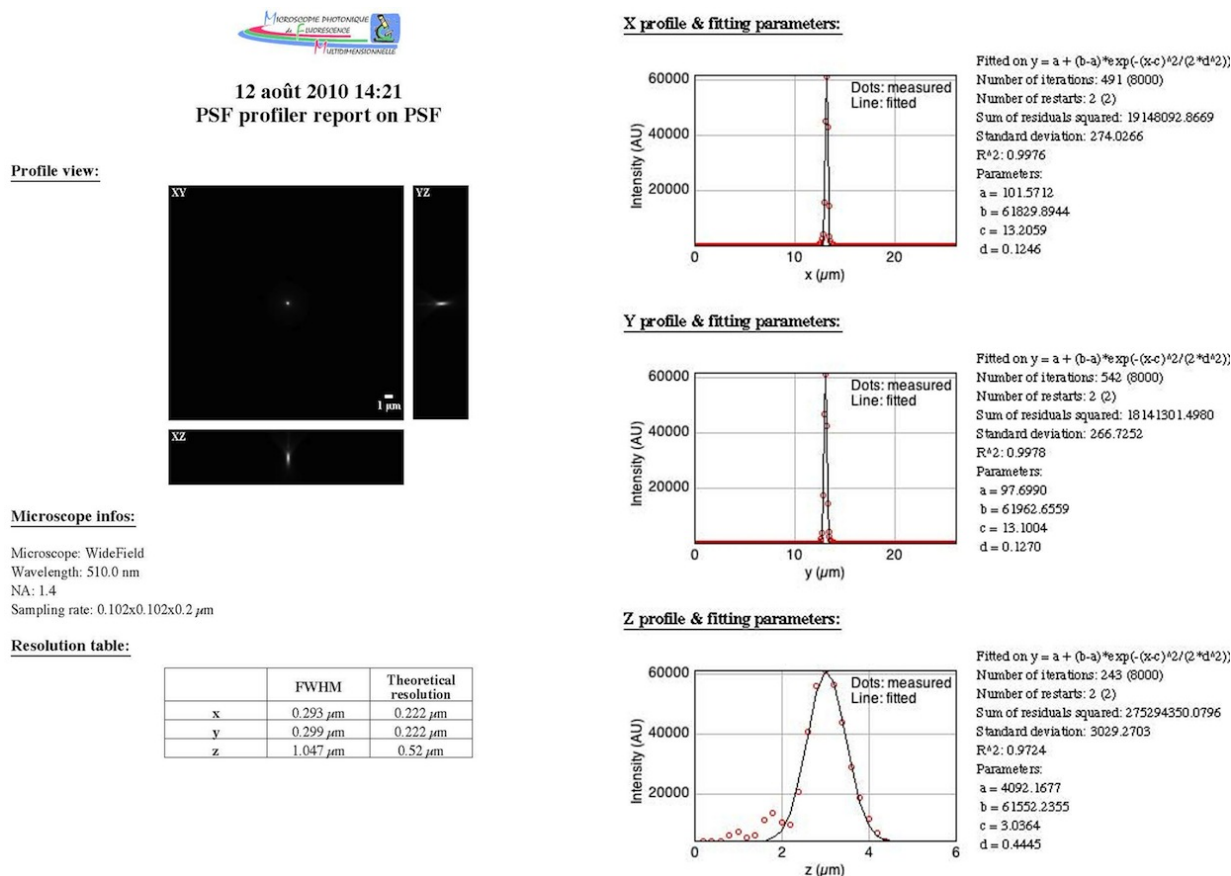 MICROSCOPIE PHOTONIQUE
de FLUORESCENCE
MULTIDIMENSIONNELLE
12 août 2010 14:21
PSF profiler report on PSF
Profile view:
XY
YZ
1 µm
XZ
Microscope infos:
Microscope: WideField
Wavelength: 510.0 nm
NA: 1.4
Sampling rate: 0.102x0.102x0.2 µm
Resolution table:
FWHM Theoretical resolution
x 0.293 µm 0.222 µm
y 0.299 µm 0.222 µm
z 1.047 µm 0.52 µm
X profile & fitting parameters:
60000
40000
20000
Intensity (AU)
Dots: measured
Line: fitted
0 10 20
x (µm)
Fitted on y = a + (b-a)*exp(-(x-c)^2/(2*d^2))
Number of iterations: 491 (8000)
Number of restarts: 2 (2)
Sum of residuals squared: 19148092.8669
Standard deviation: 274.0266
R^2: 0.9976
Parameters:
a = 101.5712
b = 61829.8944
c = 13.2059
d = 0.1246
Y profile & fitting parameters:
60000
40000
20000
Intensity (AU)
Dots: measured
Line: fitted
0 10 20
y (µm)
Fitted on y = a + (b-a)*exp(-(x-c)^2/(2*d^2))
Number of iterations: 542 (8000)
Number of restarts: 2 (2)
Sum of residuals squared: 18141301.4980
Standard deviation: 266.7252
R^2: 0.9978
Parameters:
a = 97.6990
b = 61962.6559
c = 13.1004
d = 0.1270
Z profile & fitting parameters:
60000
40000
20000
Intensity (AU)
Dots: measured
Line: fitted
0 2 4 6
z (µm)
Fitted on y = a + (b-a)*exp(-(x-c)^2/(2*d^2))
Number of iterations: 243 (8000)
Number of restarts: 2 (2)
Sum of residuals squared: 275294350.0796
Standard deviation: 3029.2703
R^2: 0.9724
Parameters:
a = 4092.1677
b = 61552.2355
c = 3.0364
d = 0.4445